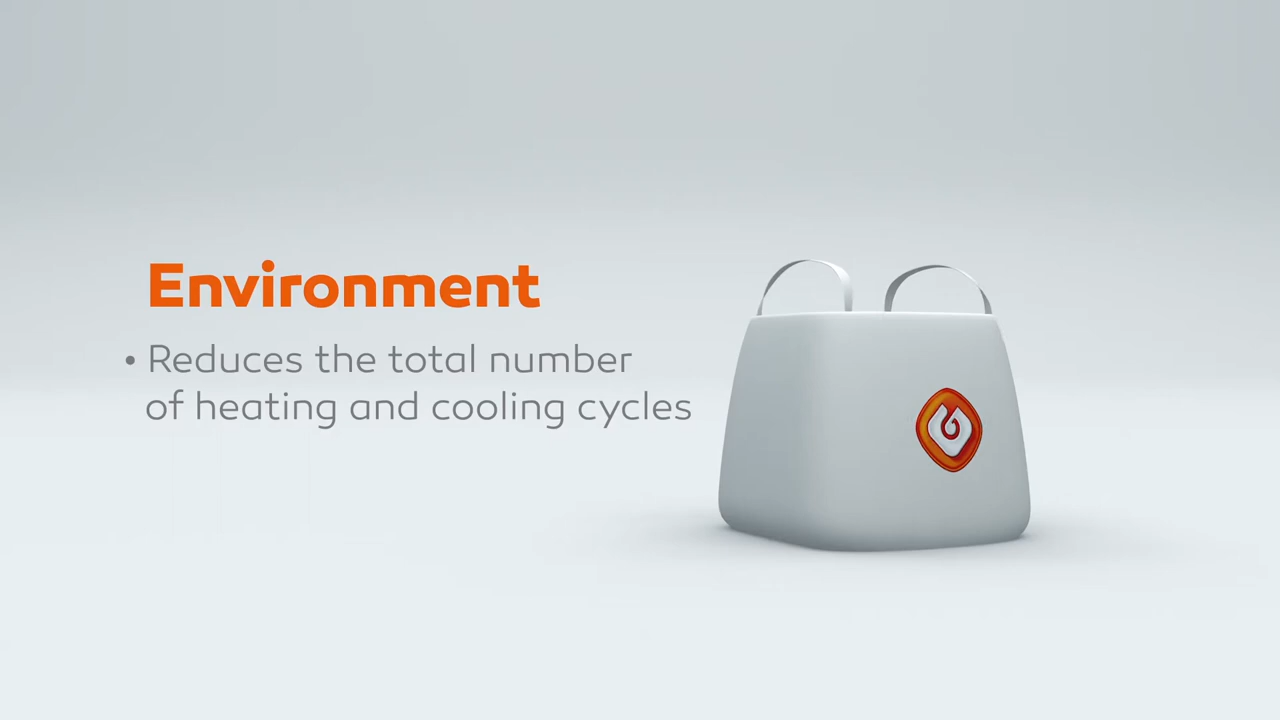 Environment
• Reduces the total number
of heating and cooling cycles